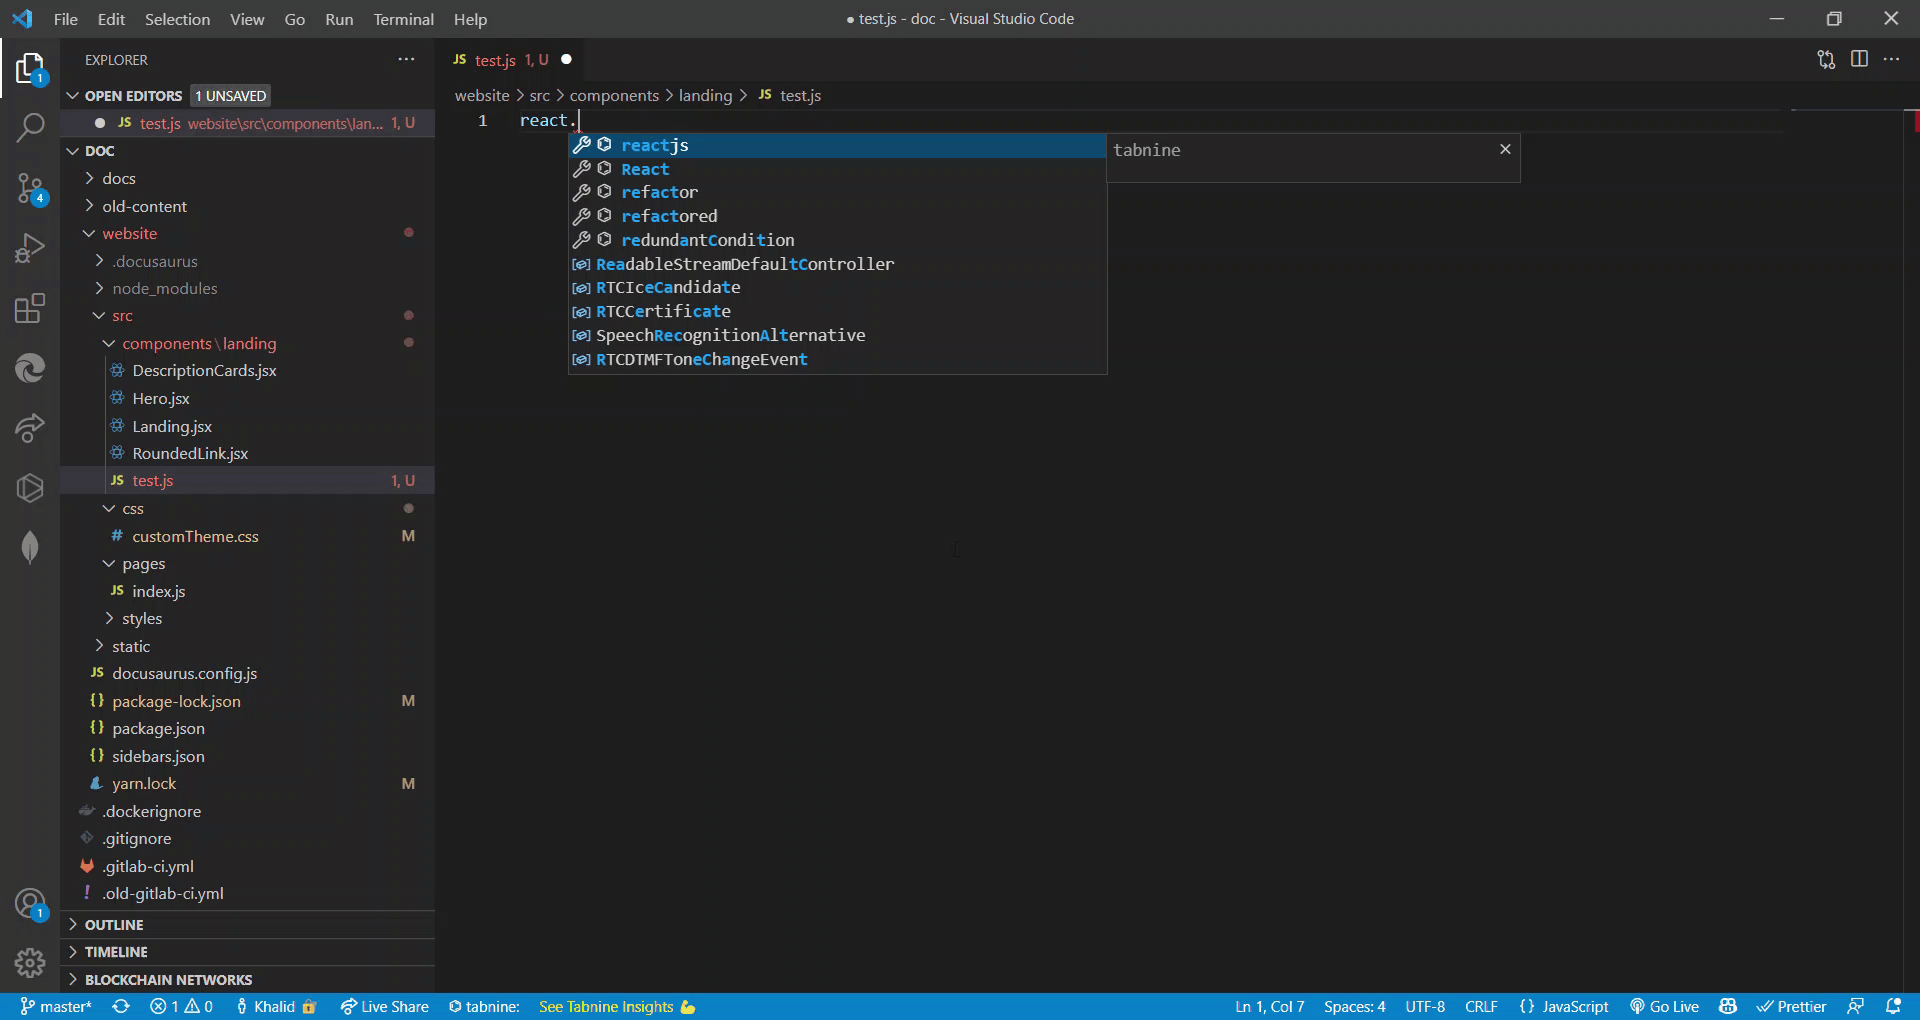 File Edit Selection View Go Run Terminal Help
● test.js - doc - Visual Studio Code
EXPLORER
OPEN EDITORS 1 UNSAVED
JS test.js website\src\components\lan... 1, U
DOC
docs
old-content
website
.docusaurus
node_modules
src
components\landing
DescriptionCards.jsx
Hero.jsx
Landing.jsx
RoundedLink.jsx
JS test.js 1, U
css
# customTheme.css M
pages
JS index.js
styles
static
JS docusaurus.config.js
{} package-lock.json M
{} package.json
{} sidebars.json
yarn.lock M
.dockerignore
.gitignore
.gitlab-ci.yml
! .old-gitlab-ci.yml
OUTLINE
TIMELINE
BLOCKCHAIN NETWORKS
1
4
1
JS test.js 1, U
website > src > components > landing > JS test.js
1 react.
reactjs
React
refactor
refactored
redundantCondition
ReadableStreamDefaultController
RTCIceCandidate
RTCCertificate
SpeechRecognitionAlternative
RTCDTMFToneChangeEvent
tabnine
master* 1 0 Khalid Live Share tabnine: See Tabnine Insights Ln 1, Col 7 Spaces: 4 UTF-8 CRLF {} JavaScript Go Live Prettier